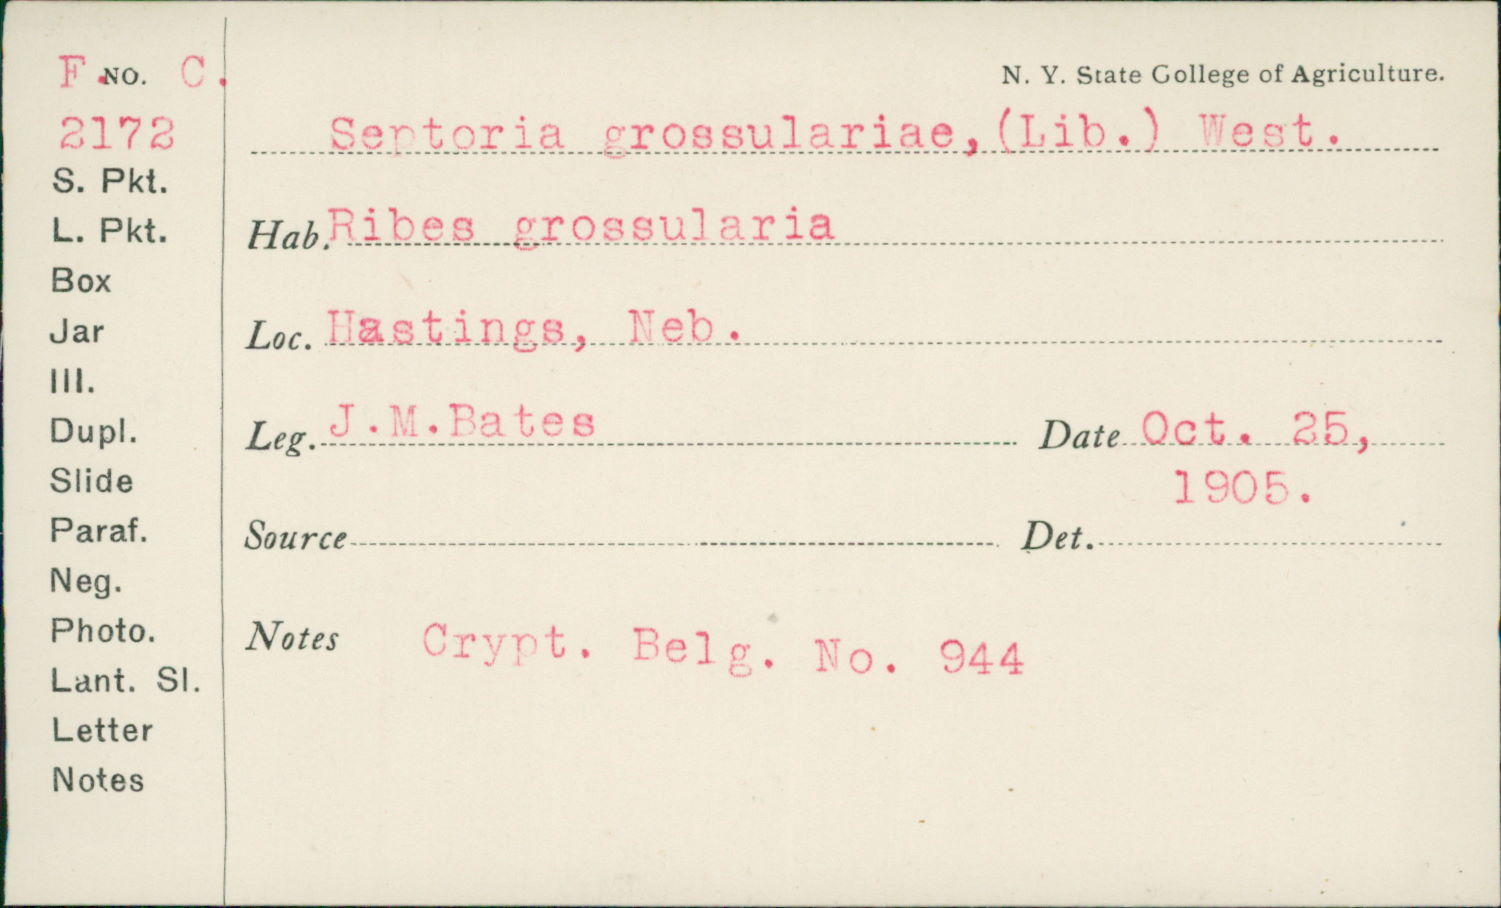 F. NO. C.
N. Y. State College of Agriculture.
2172
Septoria grossulariae,(Lib.) West.
S. Pkt.
L. Pkt.
Hab. Ribes grossularia
Box
Jar
Loc. Hastings, Neb.
Ill.
Dupl.
Leg. J.M.Bates Date Oct. 25,
1905.
Slide
Paraf.
Source Det.
Neg.
Photo.
Notes Crypt. Belg. No. 944
Lant. Sl.
Letter
Notes